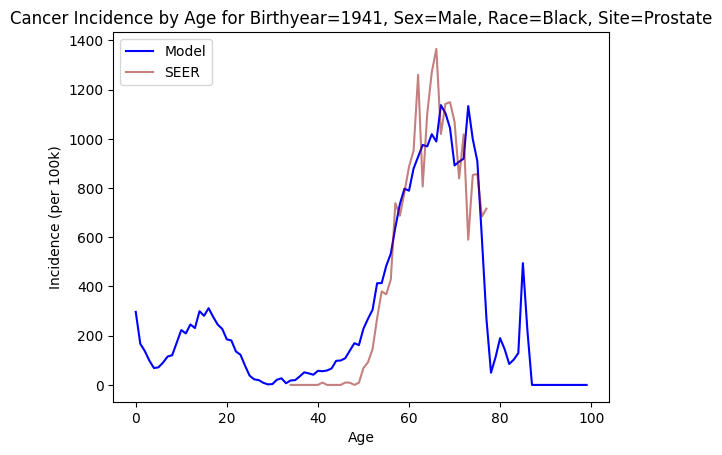 Cancer Incidence by Age for Birthyear=1941, Sex=Male, Race=Black, Site=Prostate
Model
SEER
Incidence (per 100k)
1400
1200
1000
800
600
400
200
0
0 20 40 60 80 100
Age